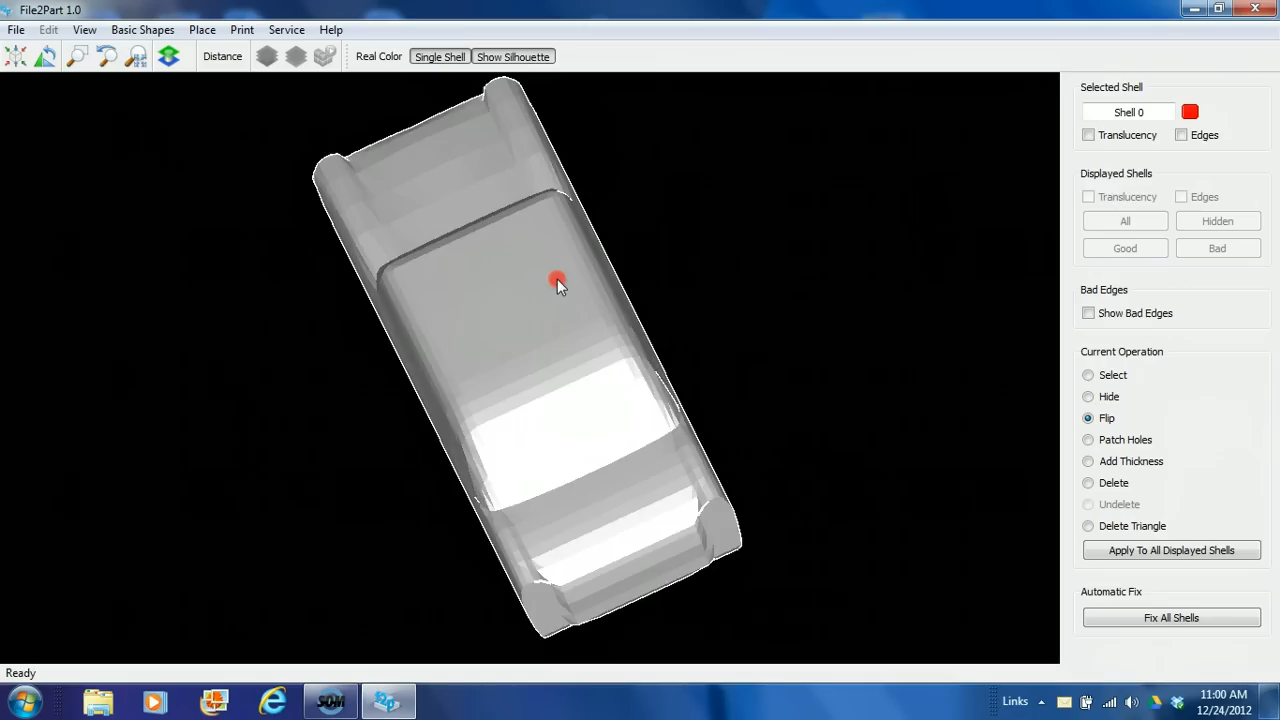 File2Part 1.0
File Edit View Basic Shapes Place Print Service Help
Distance Real Color Single Shell Show Silhouette
Selected Shell
Shell 0
Translucency Edges
Displayed Shells
Translucency Edges
All Hidden
Good Bad
Bad Edges
Show Bad Edges
Current Operation
Select
Hide
Flip
Patch Holes
Add Thickness
Delete
Undelete
Delete Triangle
Apply To All Displayed Shells
Automatic Fix
Fix All Shells
Ready
SDM Links 11:00 AM
12/24/2012